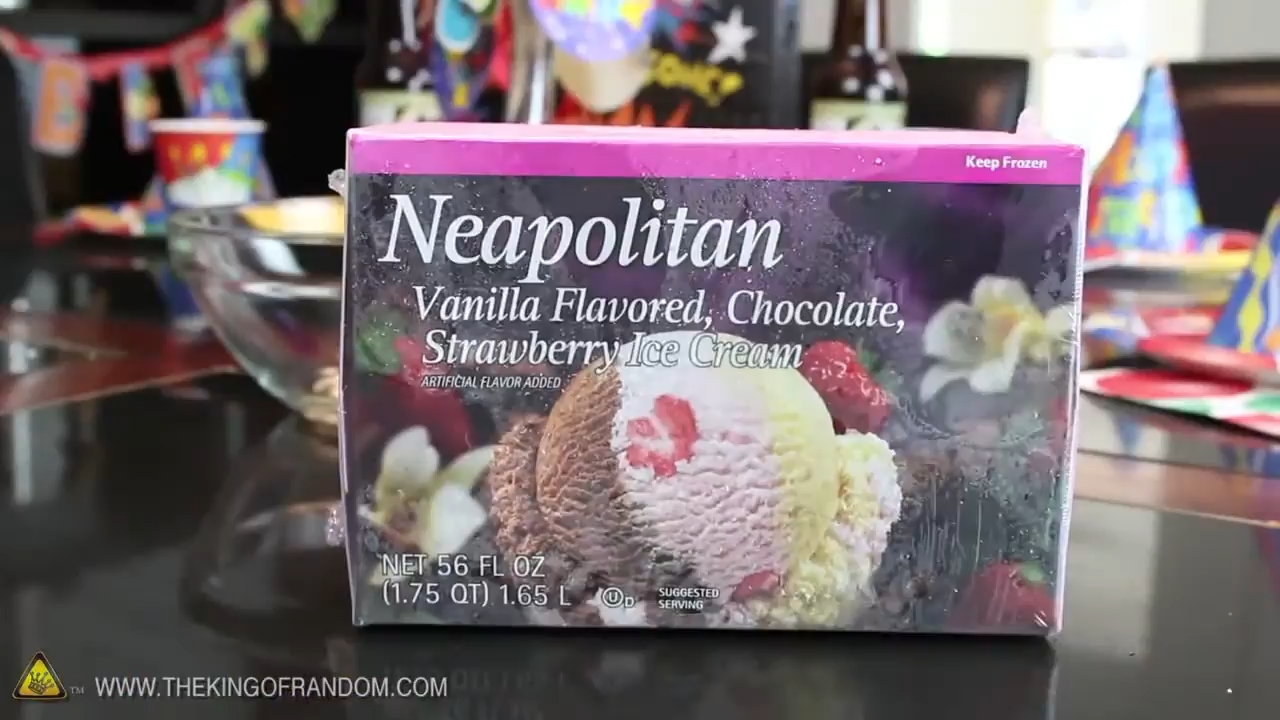 Keep Frozen
Neapolitan
Vanilla Flavored, Chocolate,
Strawberry Ice Cream
ARTIFICIAL FLAVOR ADDED
NET 56 FL OZ
(1.75 QT) 1.65 L
U D
SUGGESTED
SERVING
TM
WWW.THEKINGOFRANDOM.COM